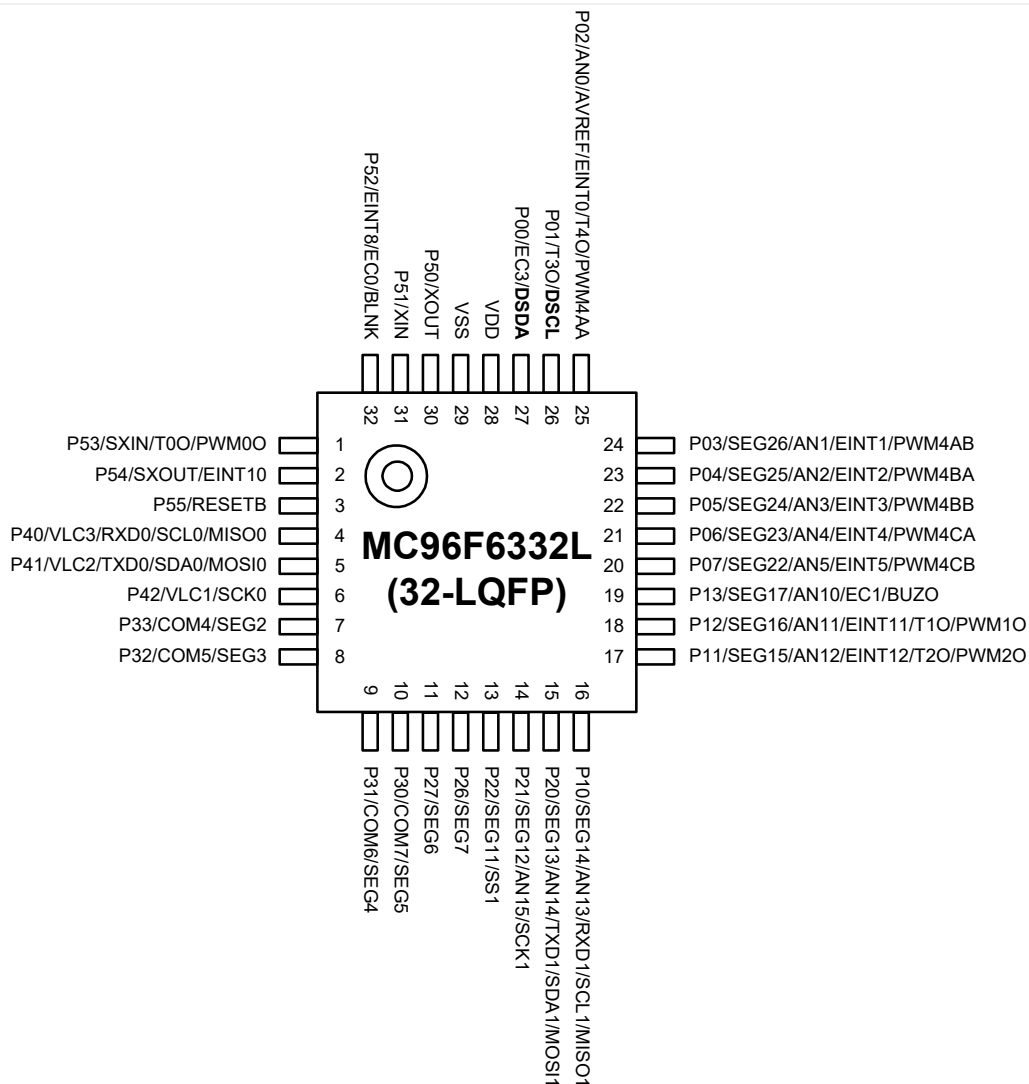 P52/EINT8/EC0/BLNK
P51/XIN
P50/XOUT
VSS
VDD
P00/EC3/DSDA
P01/T3O/DSCL
P02/AN0/AVREF/EINT0/T4O/PWM4AA
32
31
30
29
28
27
26
25
P53/SXIN/T0O/PWM0O
1
P54/SXOUT/EINT10
2
P55/RESETB
3
P40/VLC3/RXD0/SCL0/MISO0
4
P41/VLC2/TXD0/SDA0/MOSI0
5
P42/VLC1/SCK0
6
P33/COM4/SEG2
7
P32/COM5/SEG3
8
MC96F6332L
(32-LQFP)
24
P03/SEG26/AN1/EINT1/PWM4AB
23
P04/SEG25/AN2/EINT2/PWM4BA
22
P05/SEG24/AN3/EINT3/PWM4BB
21
P06/SEG23/AN4/EINT4/PWM4CA
20
P07/SEG22/AN5/EINT5/PWM4CB
19
P13/SEG17/AN10/EC1/BUZO
18
P12/SEG16/AN11/EINT11/T1O/PWM1O
17
P11/SEG15/AN12/EINT12/T2O/PWM2O
9
10
11
12
13
14
15
16
P31/COM6/SEG4
P30/COM7/SEG5
P27/SEG6
P26/SEG7
P22/SEG11/SS1
P21/SEG12/AN15/SCK1
P20/SEG13/AN14/TXD1/SDA1/MOSI1
P10/SEG14/AN13/RXD1/SCL1/MISO1